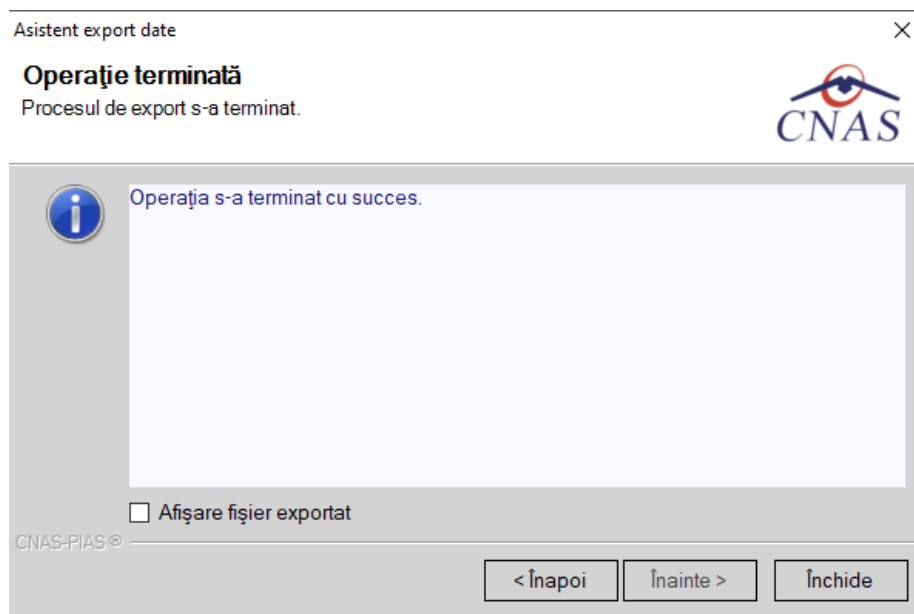 Asistent export date
Operaţie terminată
Procesul de export s-a terminat.
CNAS
Operaţia s-a terminat cu succes.
Afişare fişier exportat
CNAS-PIAS ®
< Înapoi
Înainte >
Închide